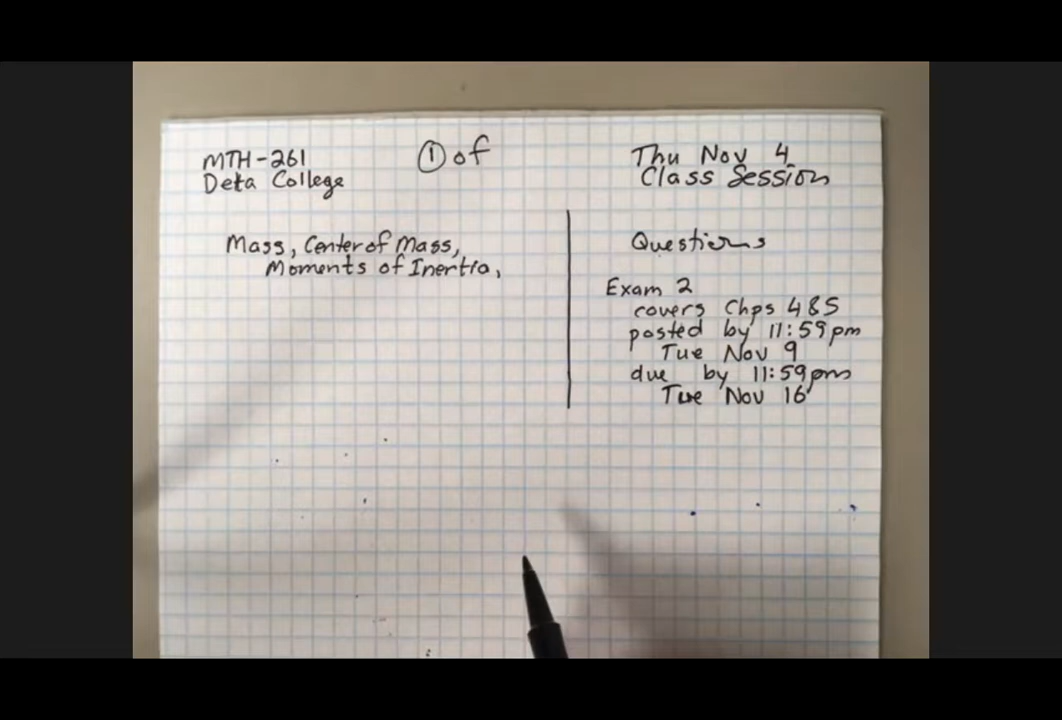 MTH-261
Deta College
① of
Thu Nov 4
Class Session
Mass, Center of Mass,
Moments of Inertia,
Questions
Exam 2
covers Chps 4&5
posted by 11:59pm
Tue Nov 9
due by 11:59pm
Tue Nov 16